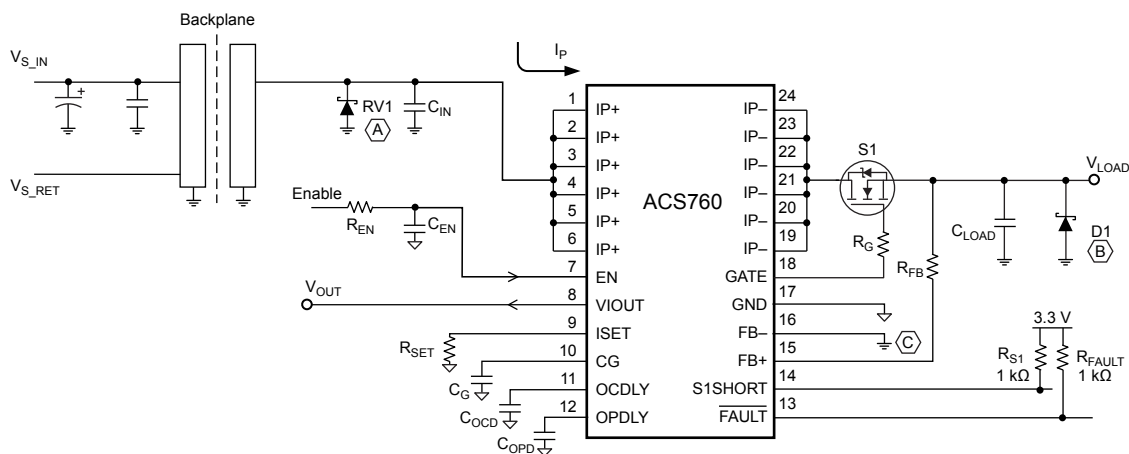 Backplane
V_S_IN
V_S_RET
I_P
RV1
A
C_IN
Enable
R_EN
C_EN
V_OUT
R_SET
C_G
C_OCD
C_OPD
ACS760
1 IP+
2 IP+
3 IP+
4 IP+
5 IP+
6 IP+
7 EN
8 VIOUT
9 ISET
10 CG
11 OCDLY
12 OPDLY
24 IP–
23 IP–
22 IP–
21 IP–
20 IP–
19 IP–
18 GATE
17 GND
16 FB–
15 FB+
14 S1SHORT
13 FAULT
S1
R_G
R_FB
C
C_LOAD
V_LOAD
D1
B
3.3 V
R_S1
1 kΩ
R_FAULT
1 kΩ